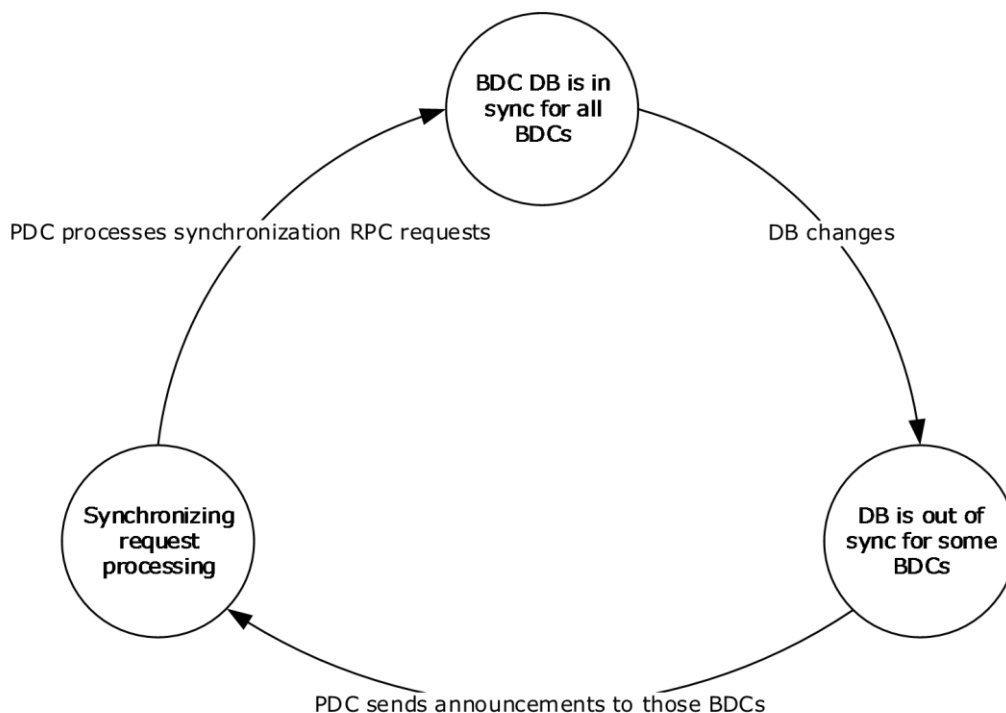 BDC DB is in
sync for all
BDCs
PDC processes synchronization RPC requests
DB changes
Synchronizing
request
processing
DB is out of
sync for some
BDCs
PDC sends announcements to those BDCs